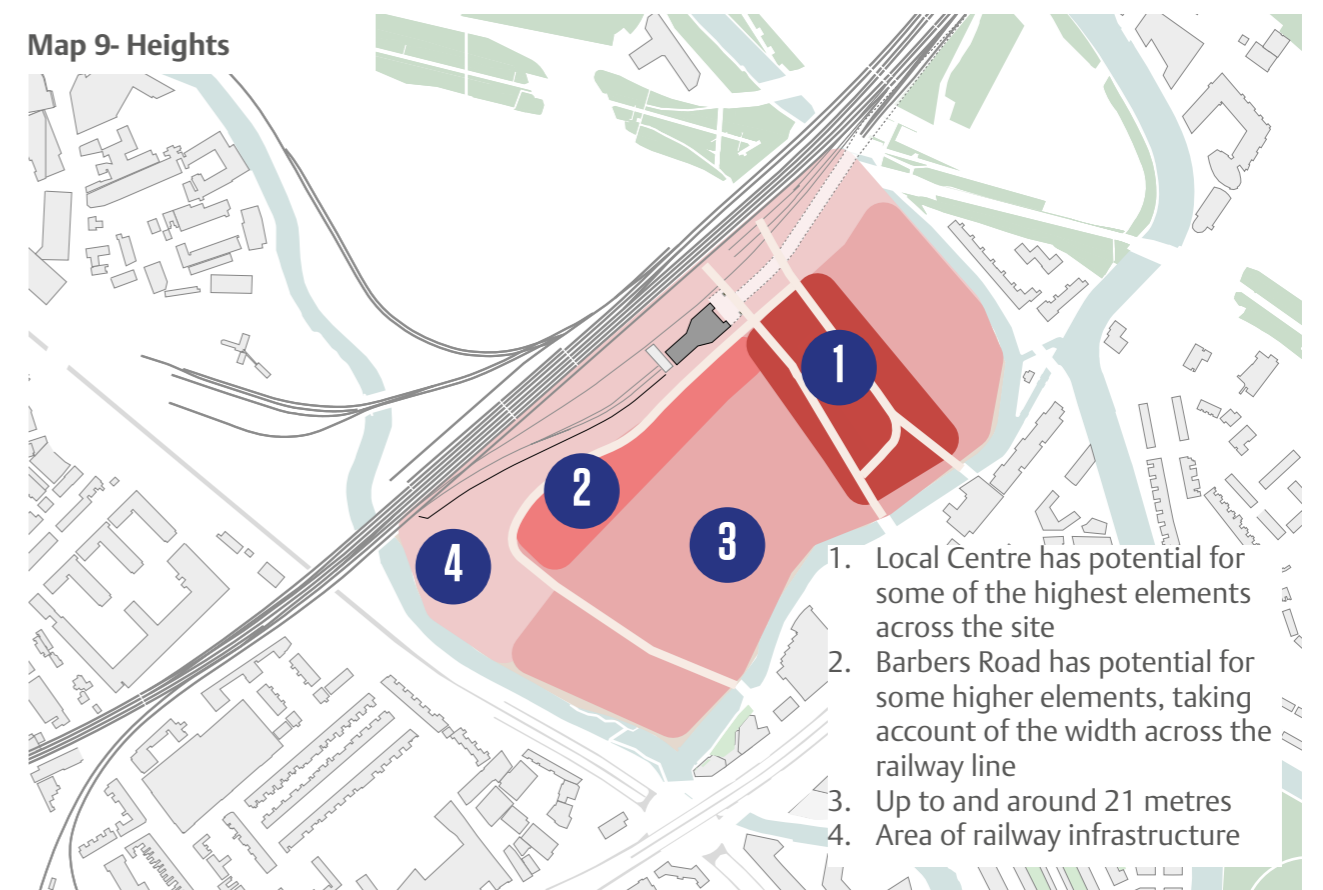 Map 9- Heights
1
2
3
4
1. Local Centre has potential for
some of the highest elements
across the site
2. Barbers Road has potential for
some higher elements, taking
account of the width across the
railway line
3. Up to and around 21 metres
4. Area of railway infrastructure